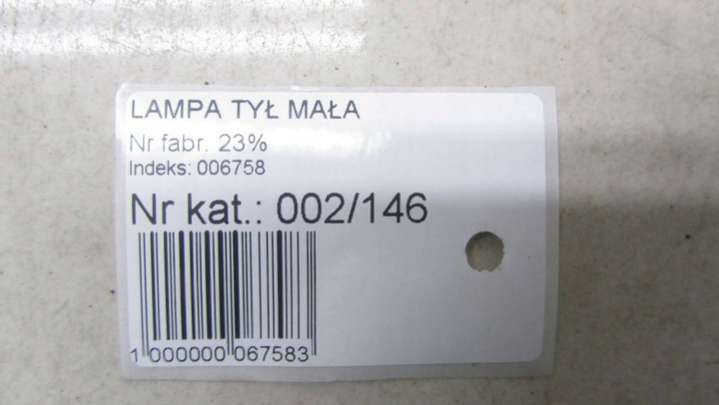 LAMPA TYŁ MAŁA
Nr fabr. 23%
Indeks: 006758
Nr kat.: 002/146
1 000000 067583